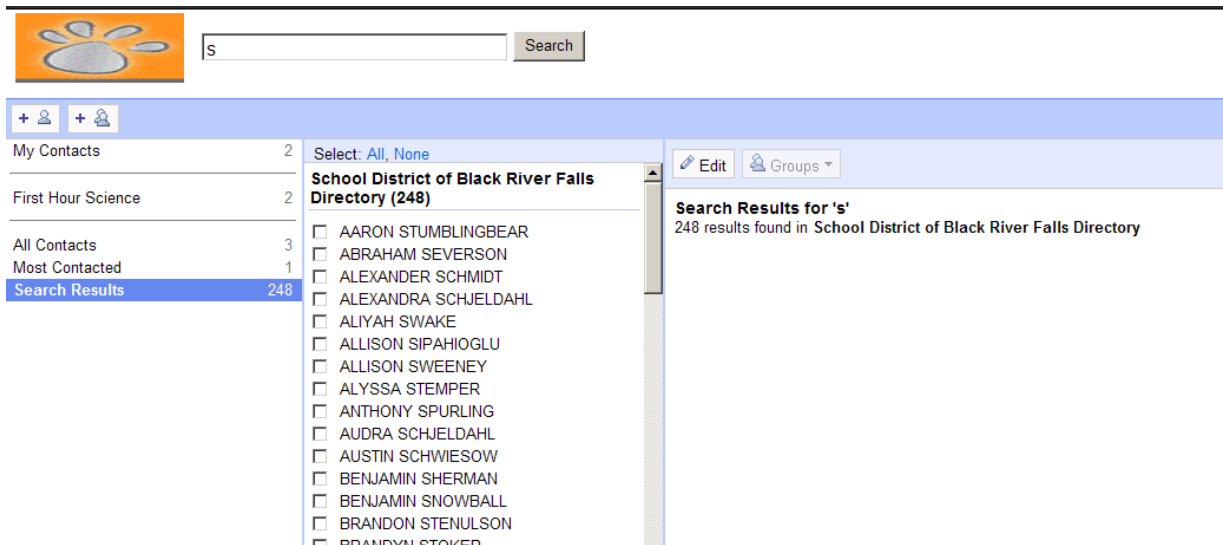 s
Search
+
+
My Contacts 2
First Hour Science 2
All Contacts 3
Most Contacted 1
Search Results 248
Select: All, None
School District of Black River Falls
Directory (248)
AARON STUMBLINGBEAR
ABRAHAM SEVERSON
ALEXANDER SCHMIDT
ALEXANDRA SCHJELDAHL
ALIYAH SWAKE
ALLISON SIPAHIOGLU
ALLISON SWEENEY
ALYSSA STEMPER
ANTHONY SPURLING
AUDRA SCHJELDAHL
AUSTIN SCHWIESOW
BENJAMIN SHERMAN
BENJAMIN SNOWBALL
BRANDON STENULSON
BRANDYN STOKER
Edit
Groups
Search Results for 's'
248 results found in School District of Black River Falls Directory